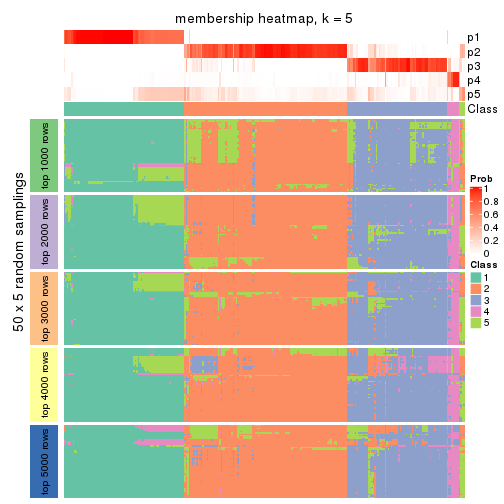 membership heatmap, k = 5
p1
p2
p3
p4
p5
Class
50 x 5 random samplings
top 1000 rows
top 2000 rows
top 3000 rows
top 4000 rows
top 5000 rows
Prob
1
0.8
0.6
0.4
0.2
0
Class
1
2
3
4
5